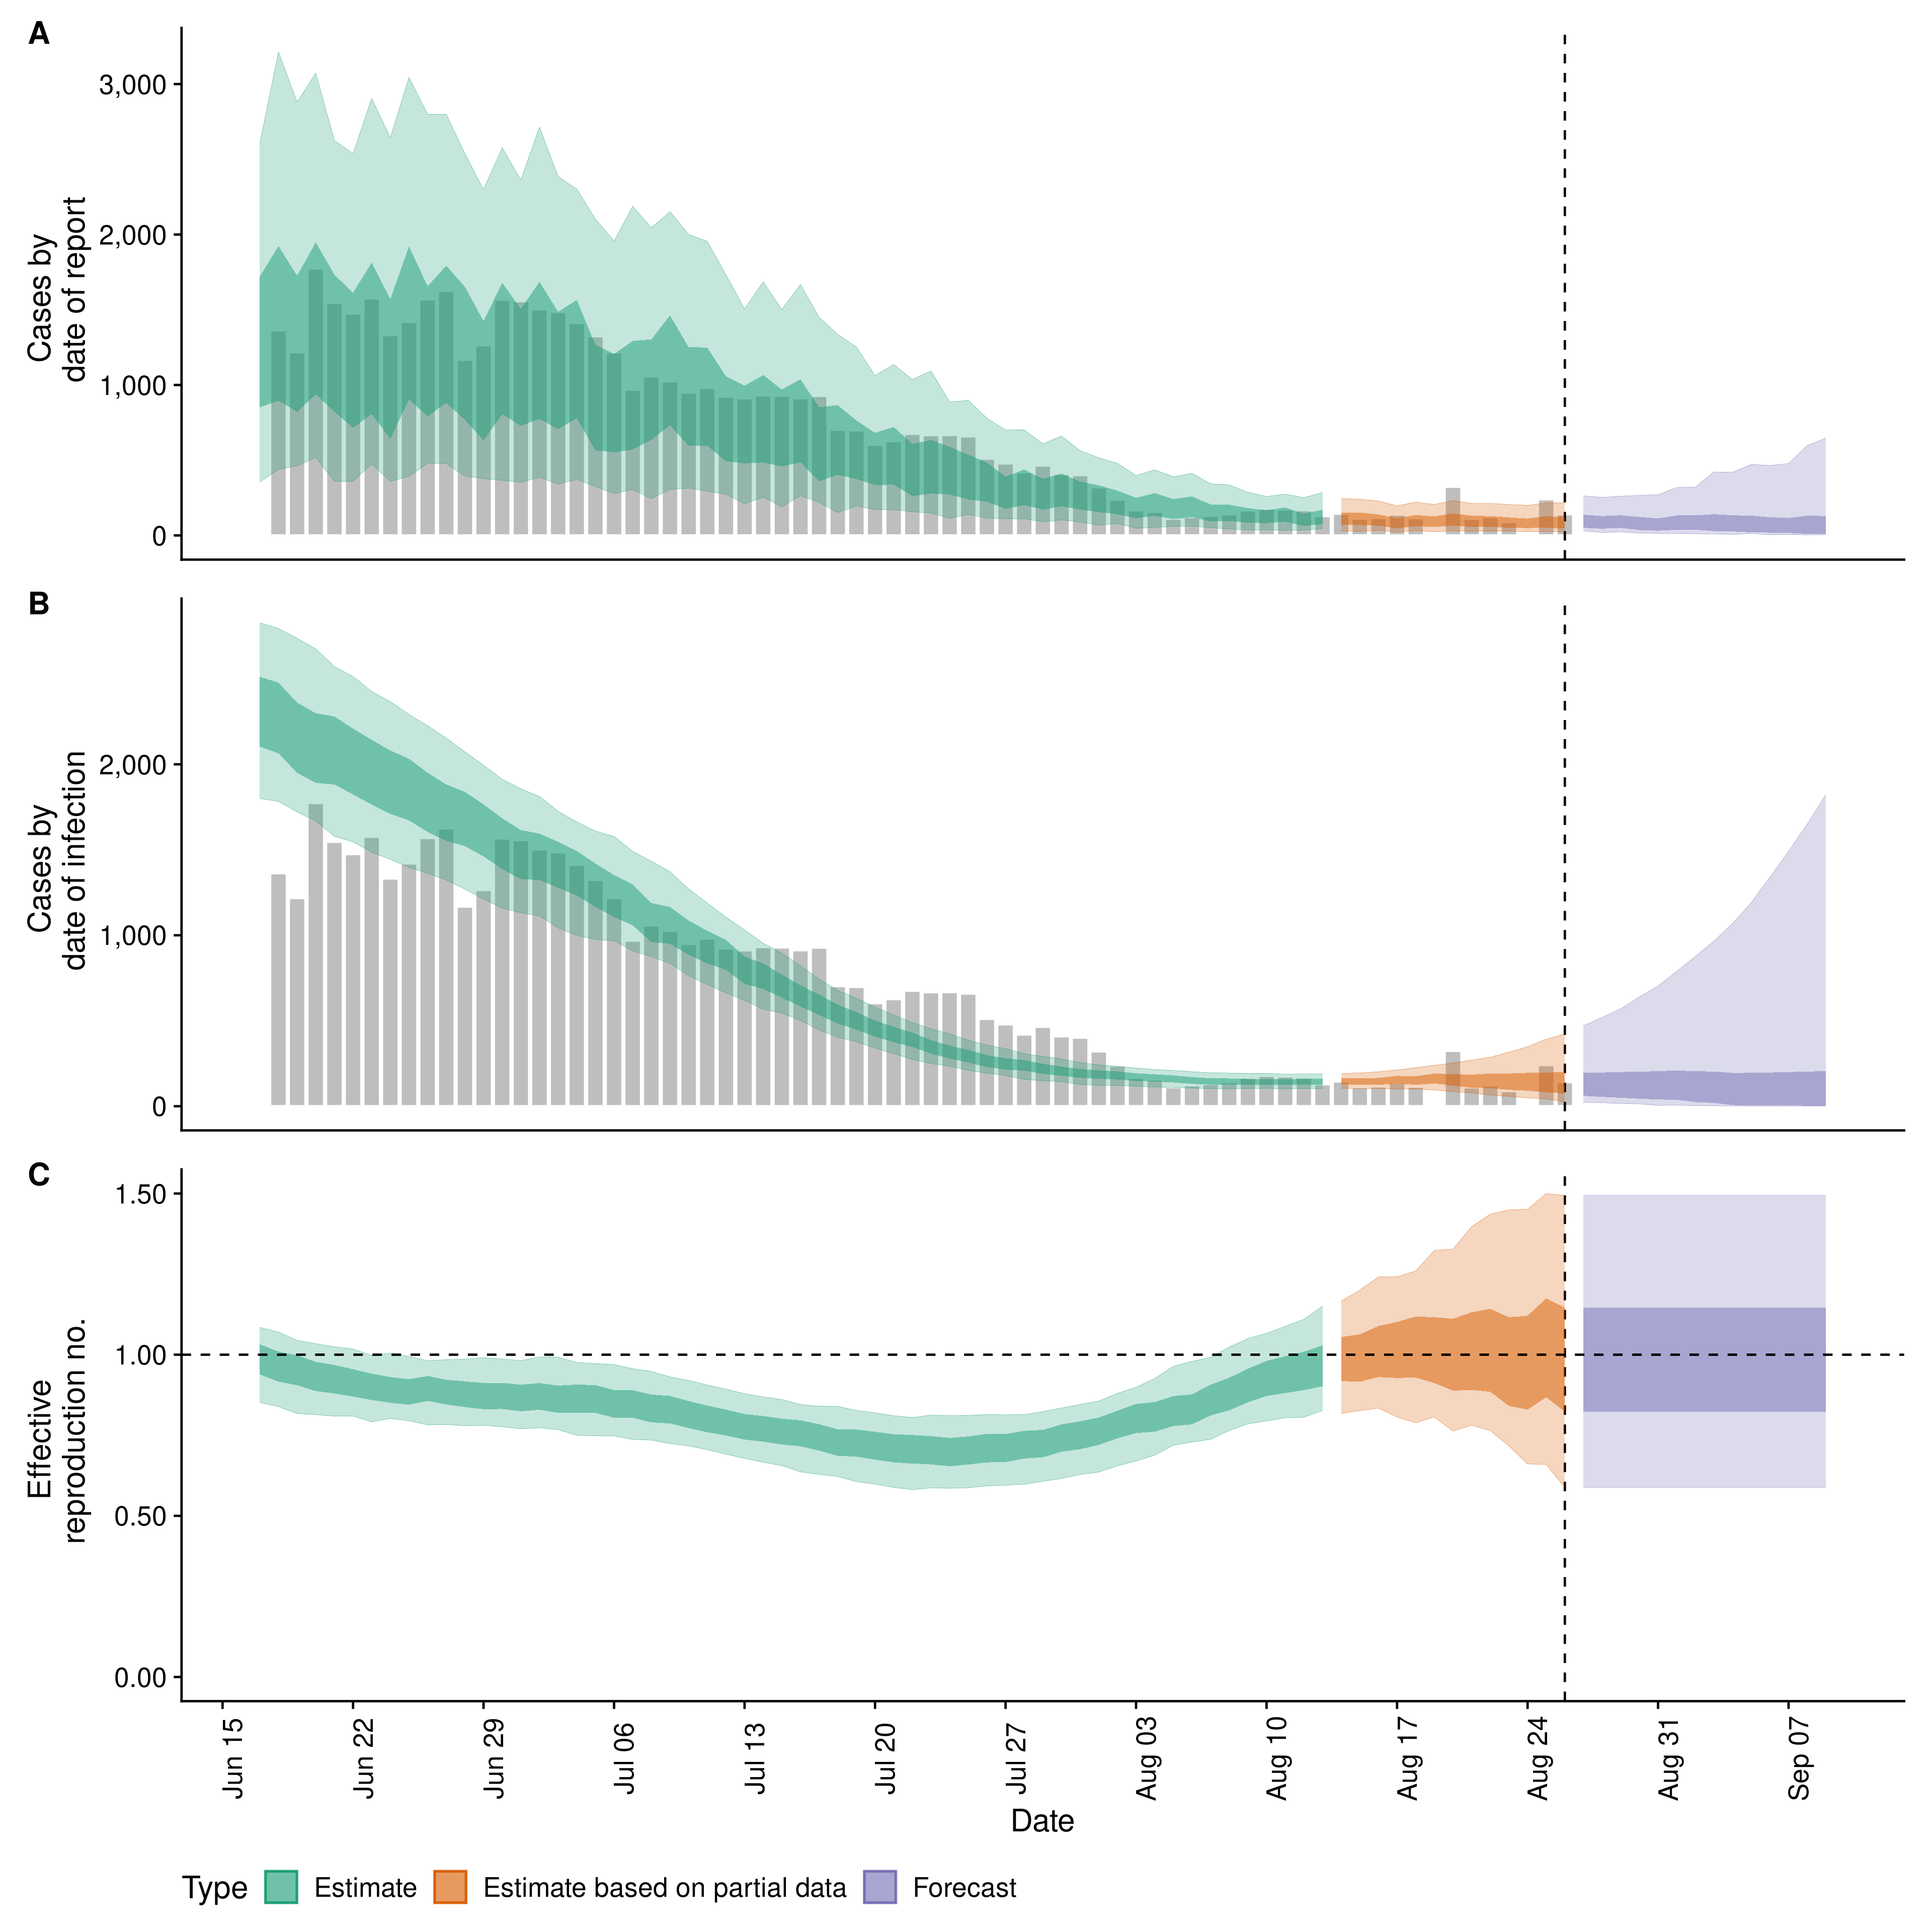 A
Cases by
date of report
3,000
2,000
1,000
0
B
Cases by
date of infection
2,000
1,000
0
C
Effective
reproduction no.
1.50
1.00
0.50
0.00
Jun 15
Jun 22
Jun 29
Jul 06
Jul 13
Jul 20
Jul 27
Aug 03
Aug 10
Aug 17
Aug 24
Aug 31
Sep 07
Date
Type Estimate Estimate based on partial data Forecast